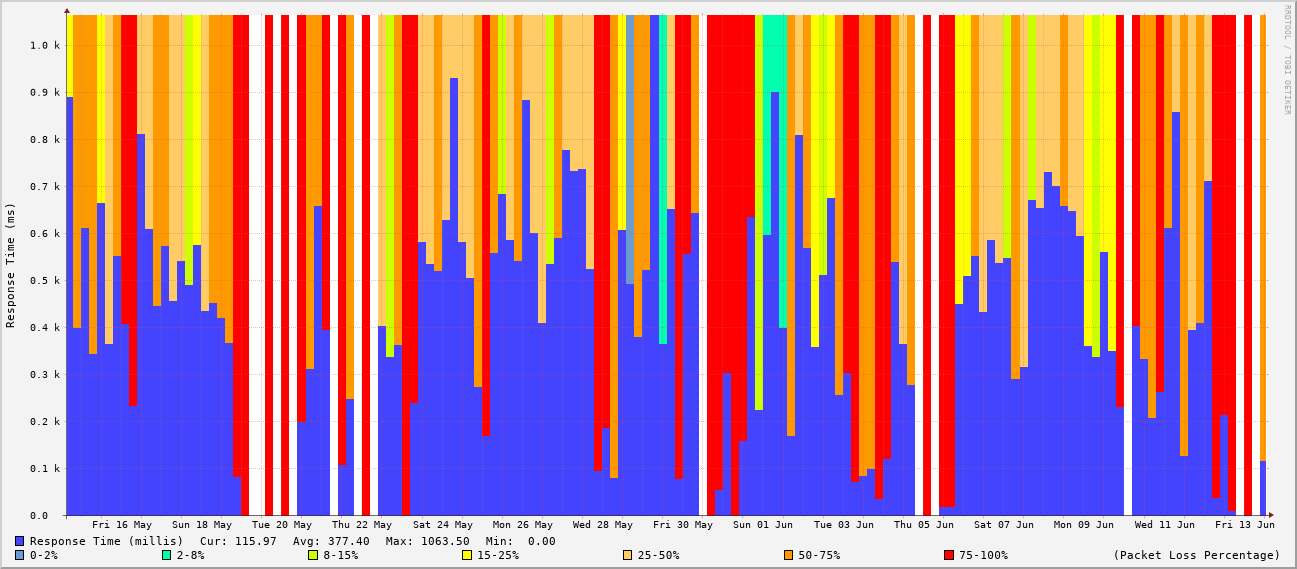 RRDTOOL / TOBI OETIKER
Response Time (ms)
1.0 k
0.9 k
0.8 k
0.7 k
0.6 k
0.5 k
0.4 k
0.3 k
0.2 k
0.1 k
0.0
Fri 16 May Sun 18 May Tue 20 May Thu 22 May Sat 24 May Mon 26 May Wed 28 May Fri 30 May Sun 01 Jun Tue 03 Jun Thu 05 Jun Sat 07 Jun Mon 09 Jun Wed 11 Jun Fri 13 Jun
Response Time (millis) Cur: 115.97 Avg: 377.40 Max: 1063.50 Min: 0.00
0-2% 2-8% 8-15% 15-25% 25-50% 50-75% 75-100% (Packet Loss Percentage)